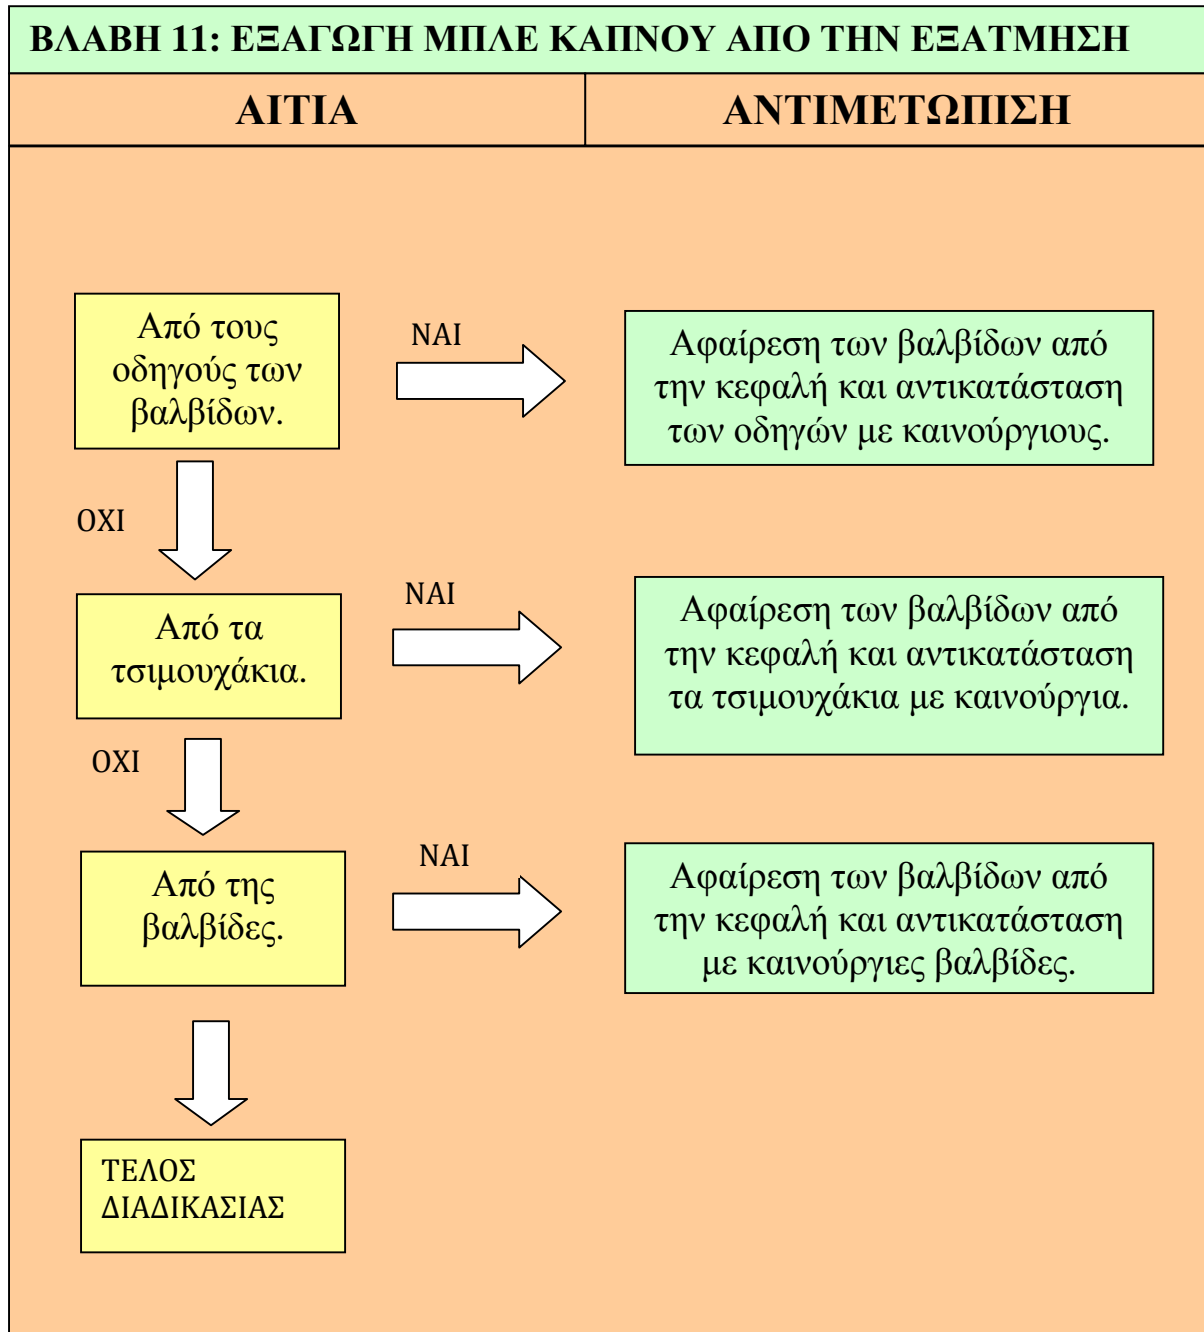 ΒΛΑΒΗ 11: ΕΞΑΓΩΓΗ ΜΠΛΕ ΚΑΠΝΟΥ ΑΠΟ ΤΗΝ ΕΞΑΤΜΗΣΗ
ΑΙΤΙΑ
ΑΝΤΙΜΕΤΩΠΙΣΗ
Από τους
οδηγούς των
βαλβίδων.
ΝΑΙ
Αφαίρεση των βαλβίδων από
την κεφαλή και αντικατάσταση
των οδηγών με καινούργιους.
ΟΧΙ
Από τα
τσιμουχάκια.
ΝΑΙ
Αφαίρεση των βαλβίδων από
την κεφαλή και αντικατάσταση
τα τσιμουχάκια με καινούργια.
ΟΧΙ
Από της
βαλβίδες.
ΝΑΙ
Αφαίρεση των βαλβίδων από
την κεφαλή και αντικατάσταση
με καινούργιες βαλβίδες.
ΤΕΛΟΣ
ΔΙΑΔΙΚΑΣΙΑΣ